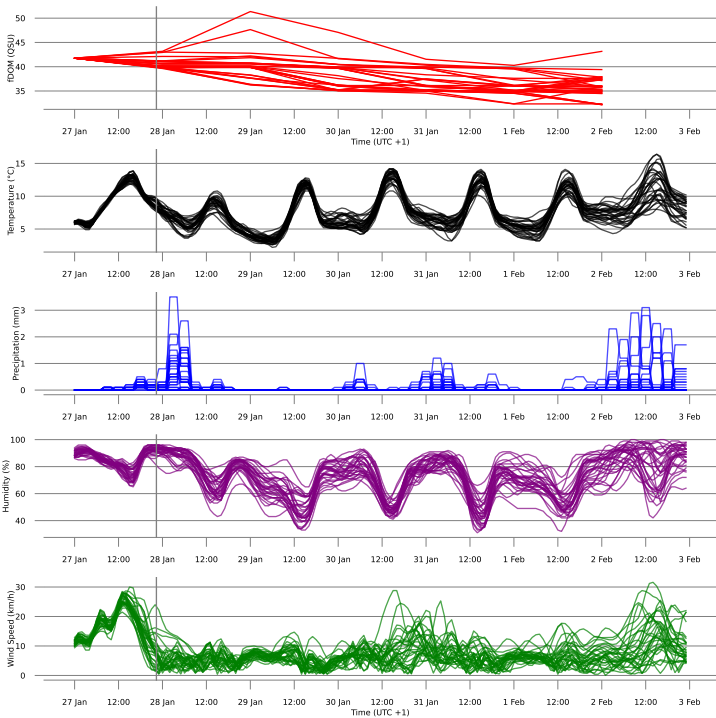 50
45
40
35
fDOM (QSU)
27 Jan 12:00 28 Jan 12:00 29 Jan 12:00 30 Jan 12:00 31 Jan 12:00 1 Feb 12:00 2 Feb 12:00 3 Feb
Time (UTC +1)
15
10
5
Temperature (°C)
27 Jan 12:00 28 Jan 12:00 29 Jan 12:00 30 Jan 12:00 31 Jan 12:00 1 Feb 12:00 2 Feb 12:00 3 Feb
3
2
1
0
Precipitation (mm)
27 Jan 12:00 28 Jan 12:00 29 Jan 12:00 30 Jan 12:00 31 Jan 12:00 1 Feb 12:00 2 Feb 12:00 3 Feb
100
80
60
40
Humidity (%)
27 Jan 12:00 28 Jan 12:00 29 Jan 12:00 30 Jan 12:00 31 Jan 12:00 1 Feb 12:00 2 Feb 12:00 3 Feb
30
20
10
0
Wind Speed (km/h)
27 Jan 12:00 28 Jan 12:00 29 Jan 12:00 30 Jan 12:00 31 Jan 12:00 1 Feb 12:00 2 Feb 12:00 3 Feb
Time (UTC +1)